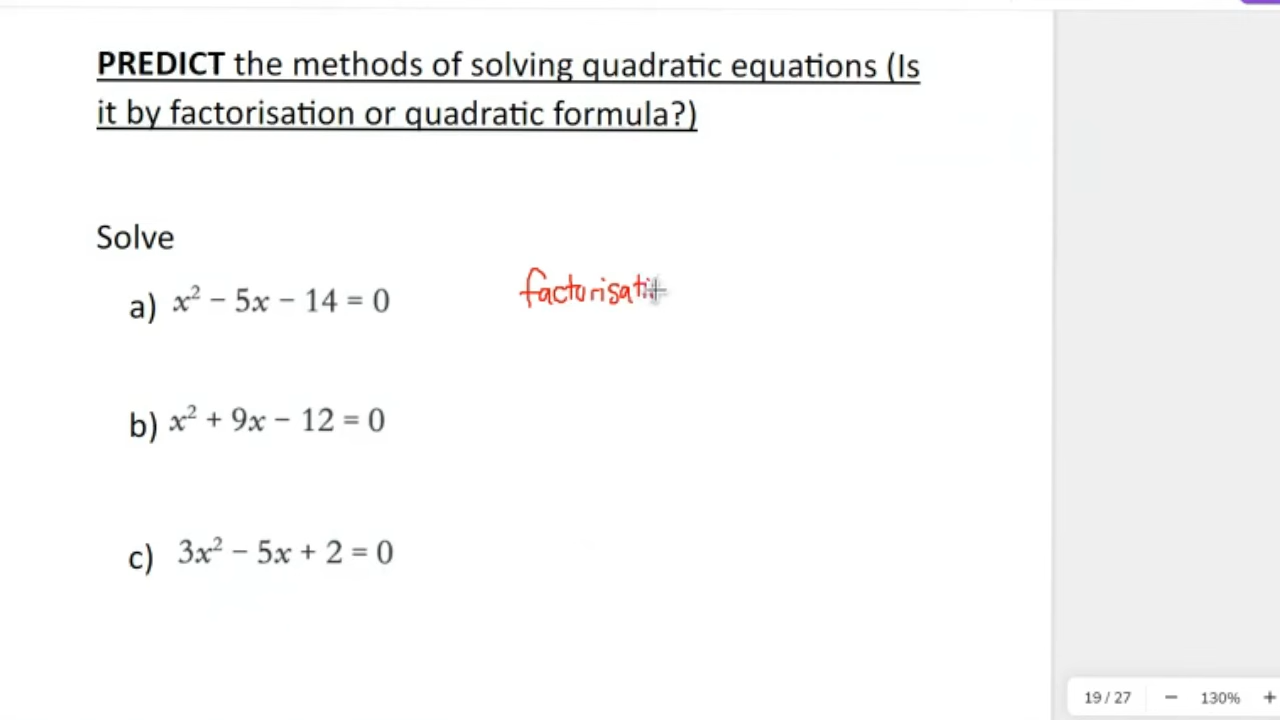 PREDICT the methods of solving quadratic equations (Is
it by factorisation or quadratic formula?)
Solve
a) x² − 5x − 14 = 0
factorisati
b) x² + 9x − 12 = 0
c) 3x² − 5x + 2 = 0
19 / 27 − 130% +